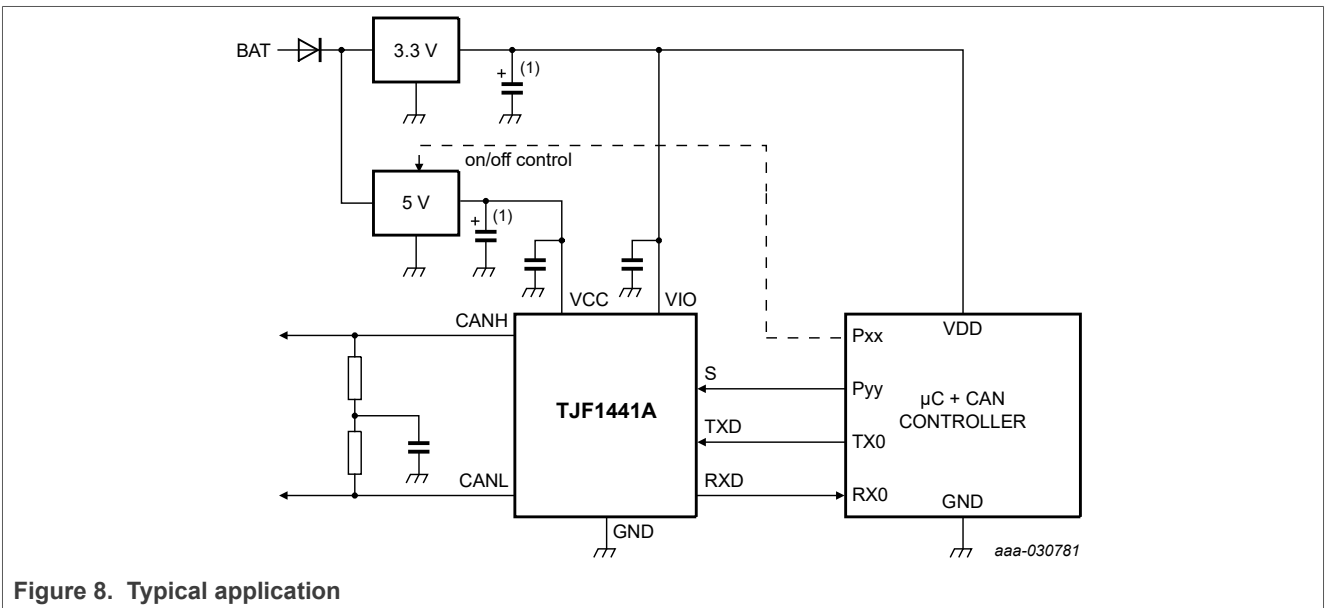 BAT
3.3 V
+ (1)
on/off control
5 V
+ (1)
VCC
VIO
CANH
CANL
TJF1441A
S
TXD
RXD
GND
Pxx
VDD
Pyy
µC + CAN
CONTROLLER
TX0
RX0
GND
aaa-030781
Figure 8. Typical application